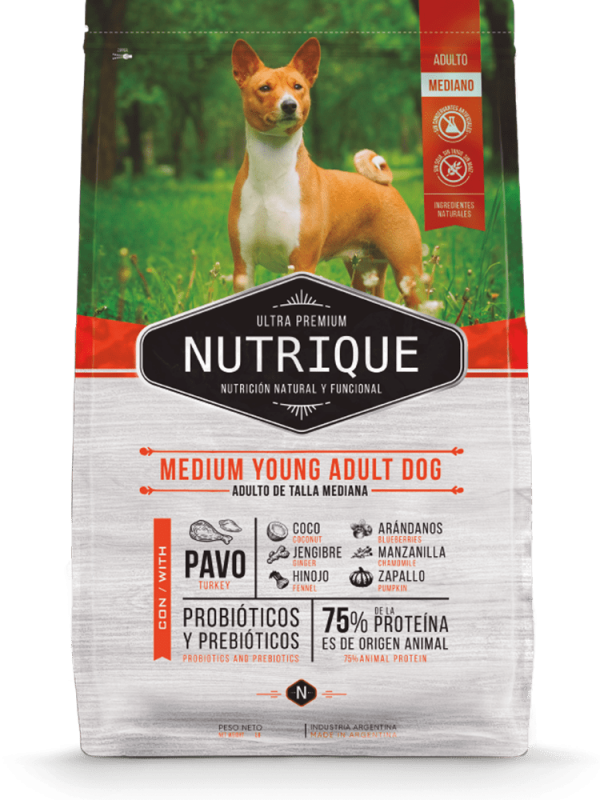 ADULTO
MEDIANO
INGREDIENTES
NATURALES
ULTRA PREMIUM
NUTRIQUE
NUTRICIÓN NATURAL Y FUNCIONAL
MEDIUM YOUNG ADULT DOG
ADULTO DE TALLA MEDIANA
CON / WITH
PAVO
TURKEY
COCO
COCONUT
JENGIBRE
GINGER
HINOJO
FENNEL
ARÁNDANOS
BLUEBERRIES
MANZANILLA
CHAMOMILE
ZAPALLO
PUMPKIN
PROBIÓTICOS
Y PREBIÓTICOS
PROBIOTICS AND PREBIOTICS
75% DE LA PROTEÍNA
ES DE ORIGEN ANIMAL
75% ANIMAL PROTEIN
N
PESO NETO
NET WEIGHT
INDUSTRIA ARGENTINA
MADE IN ARGENTINA